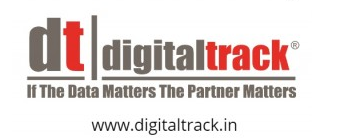 dt digitaltrack®
If The Data Matters The Partner Matters
www.digitaltrack.in